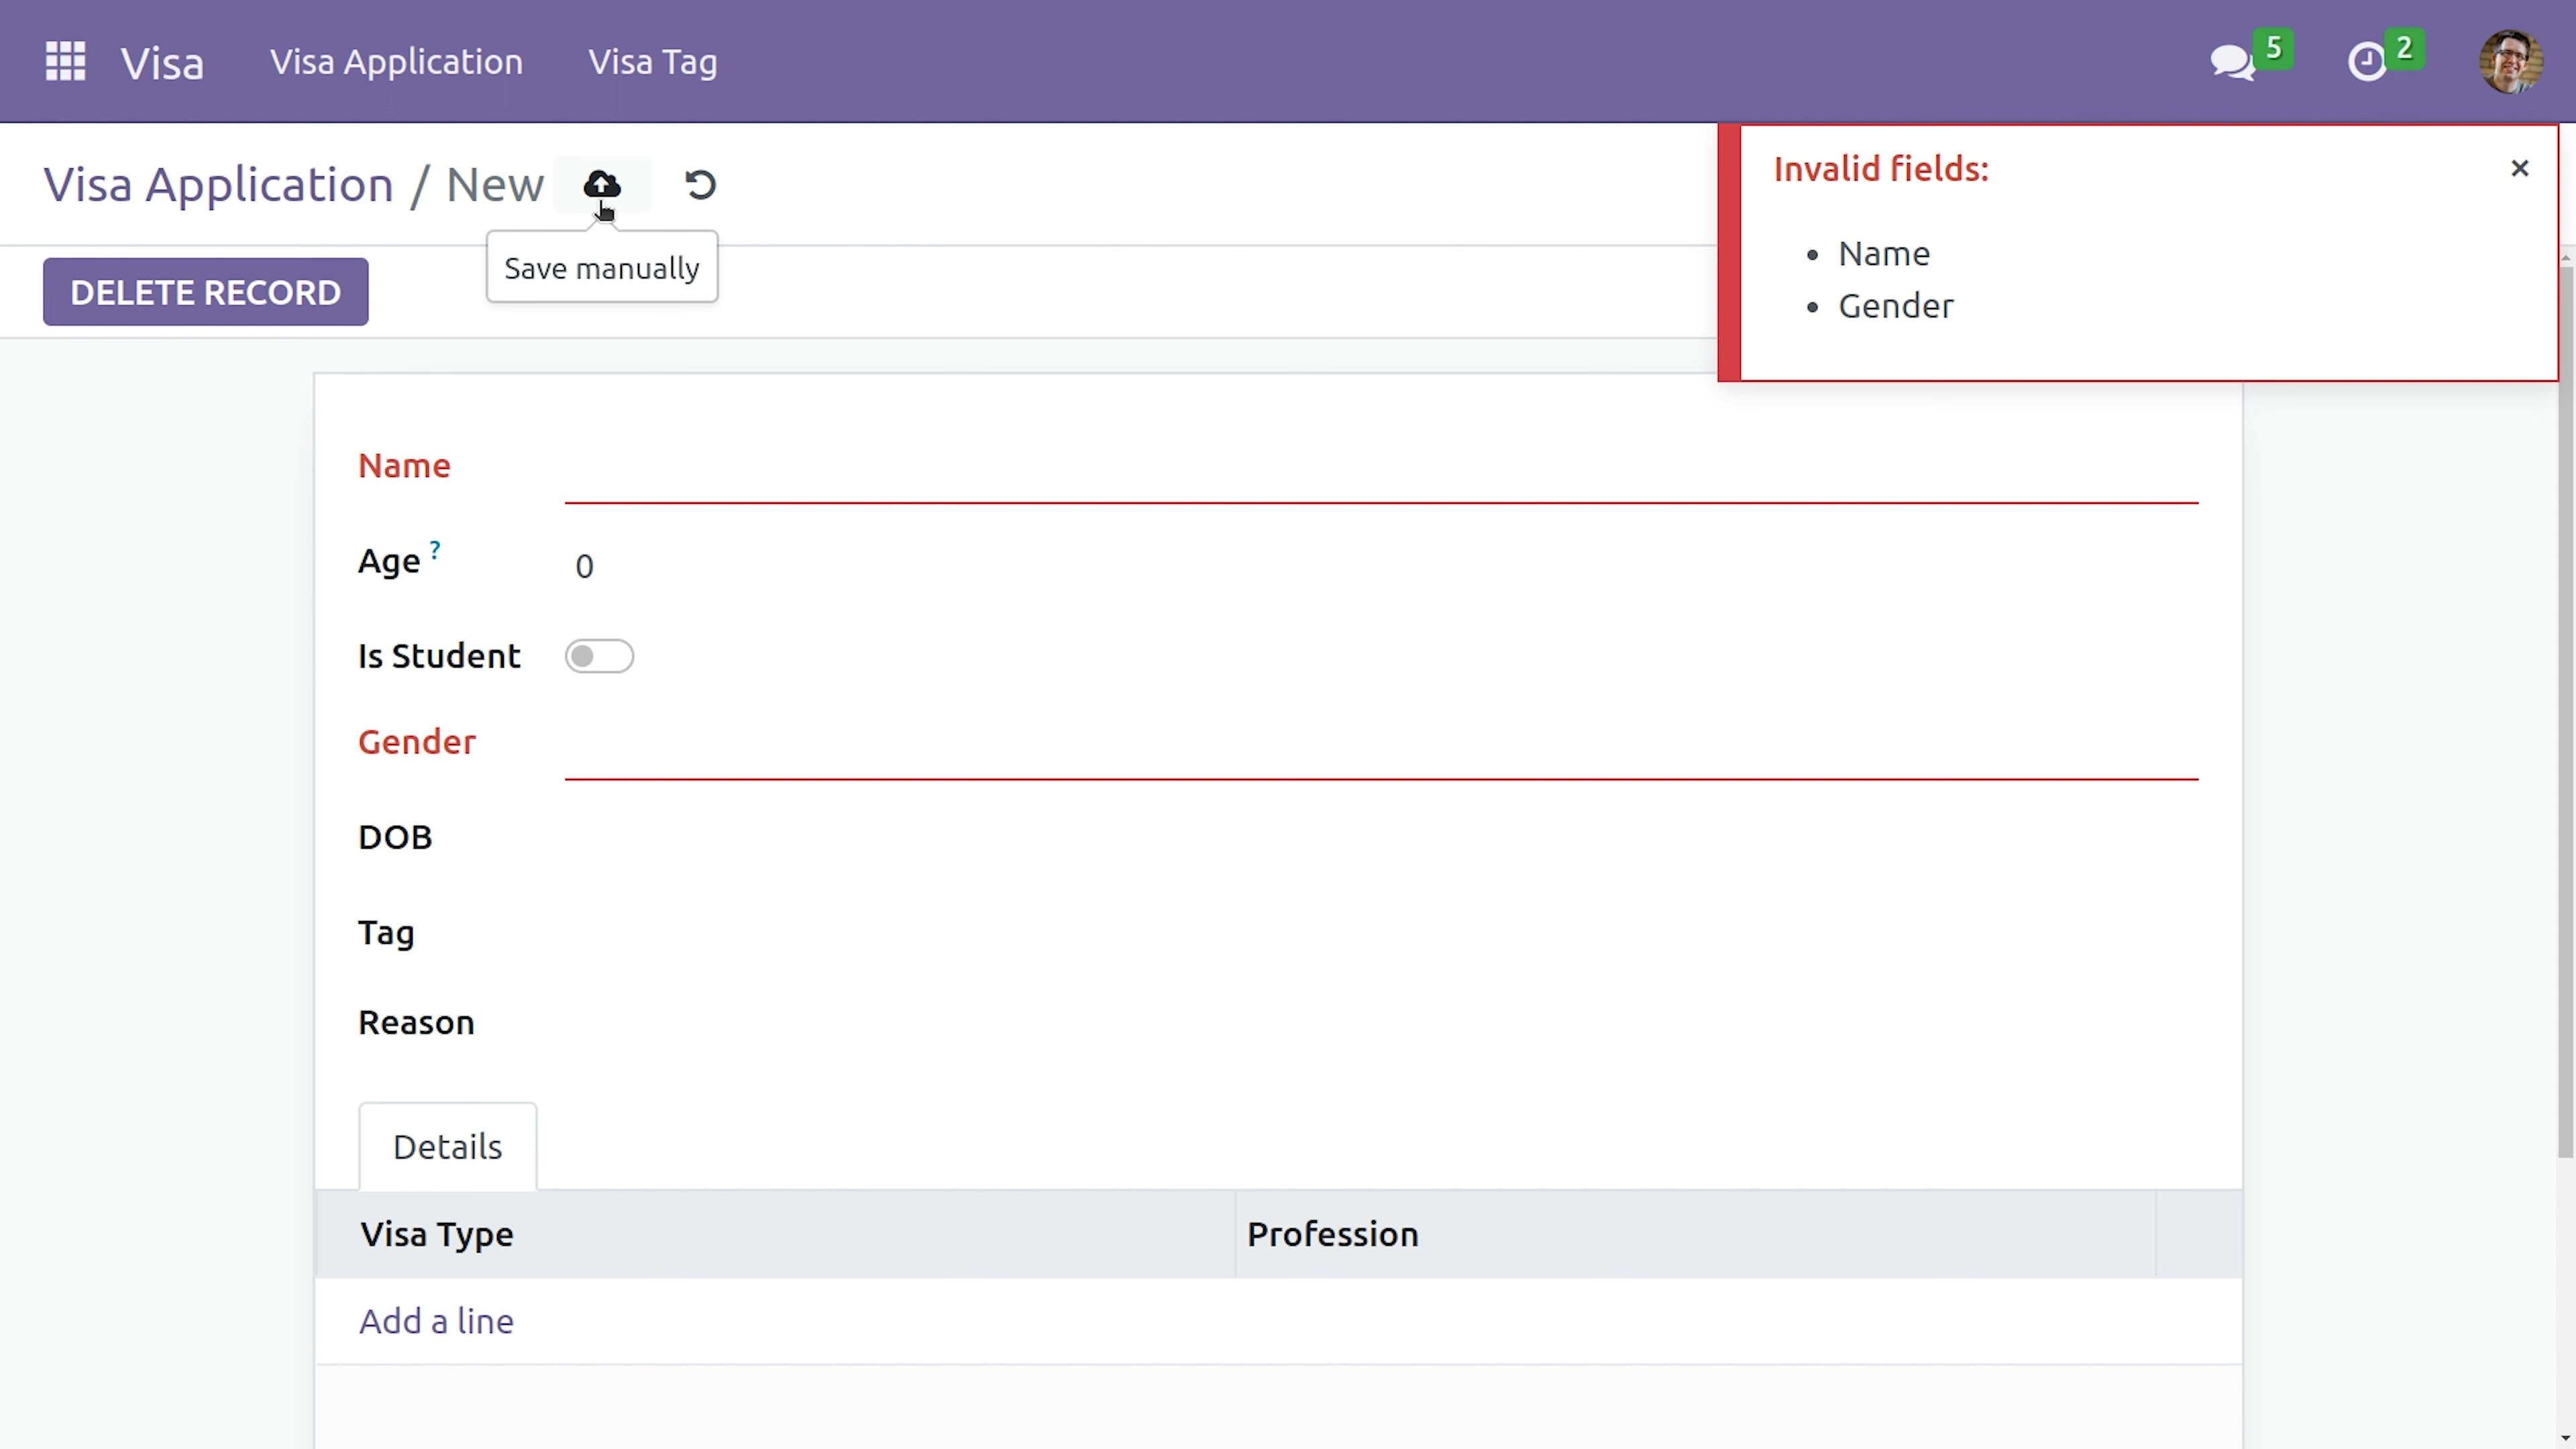 Visa
Visa Application
Visa Tag
5
2
Visa Application / New
Save manually
DELETE RECORD
Invalid fields:
Name
Gender
Name
Age ?
0
Is Student
Gender
DOB
Tag
Reason
Details
Visa Type
Profession
Add a line